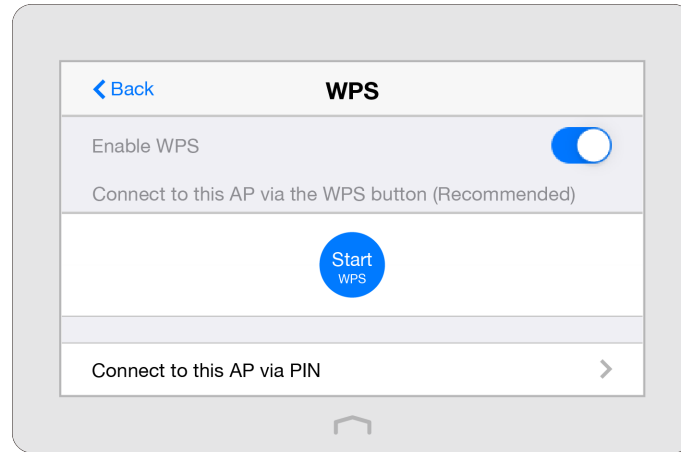 Back
WPS
Enable WPS
Connect to this AP via the WPS button (Recommended)
Start
WPS
Connect to this AP via PIN